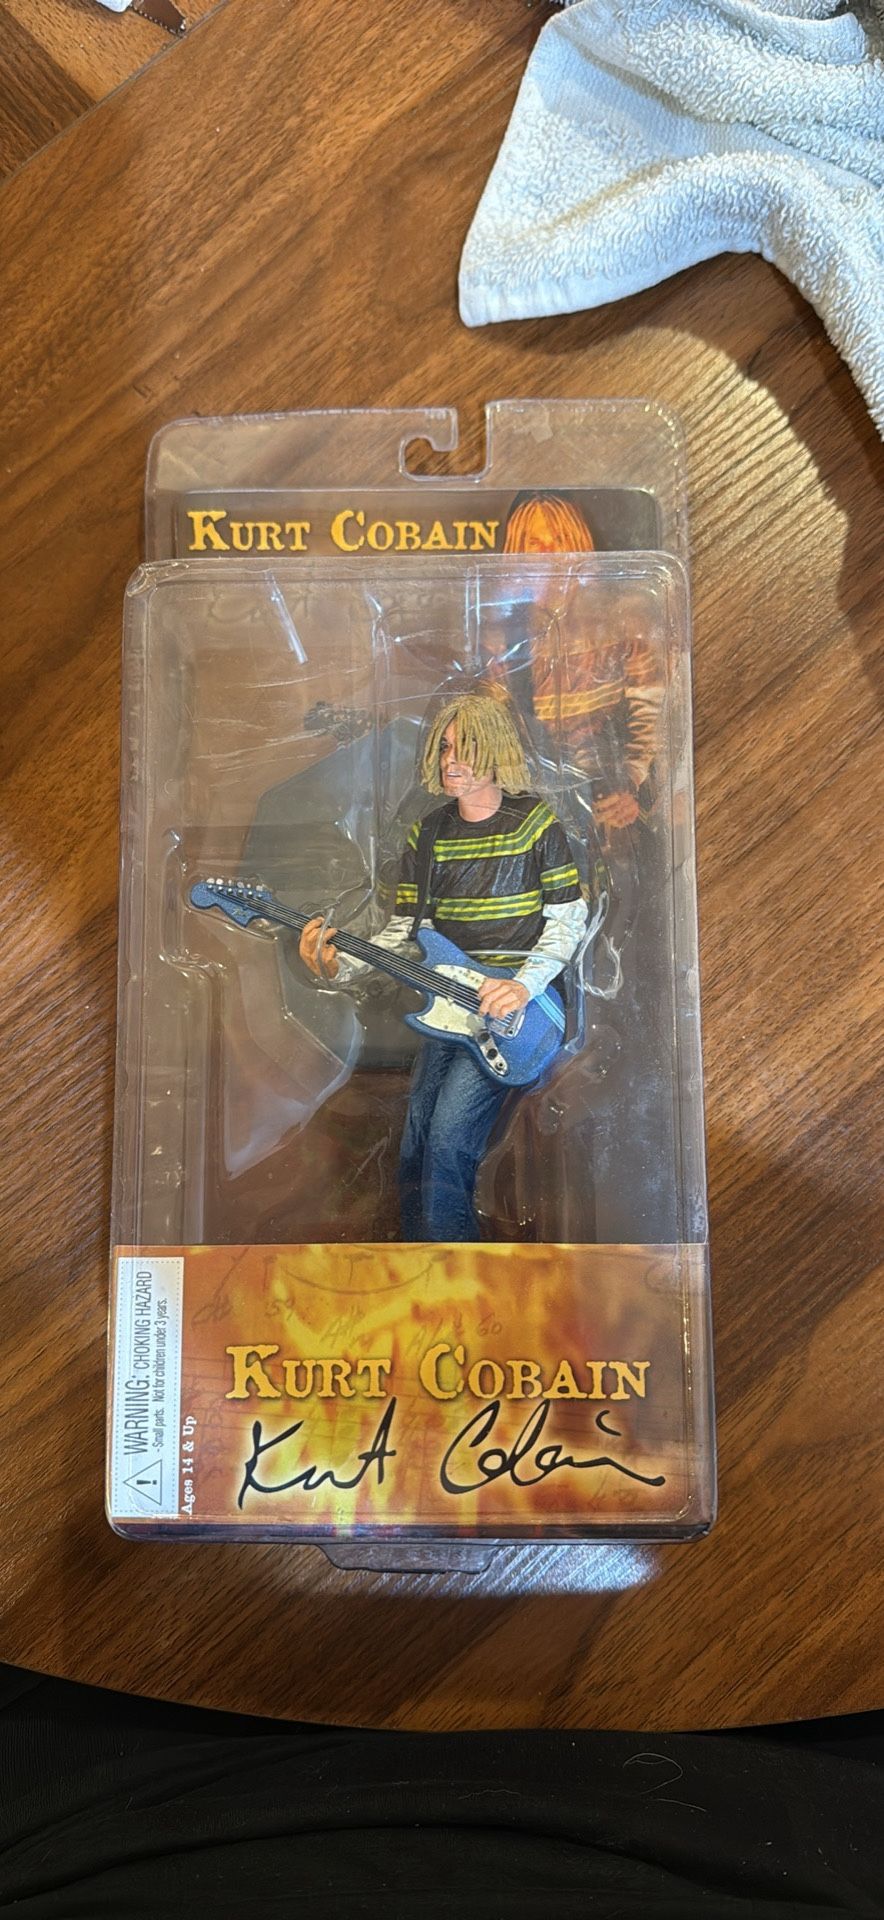 KURT COBAIN
KURT COBAIN
Kurt Cobain
WARNING: CHOKING HAZARD
Small parts. Not for children under 3 years.
Ages 14 & Up